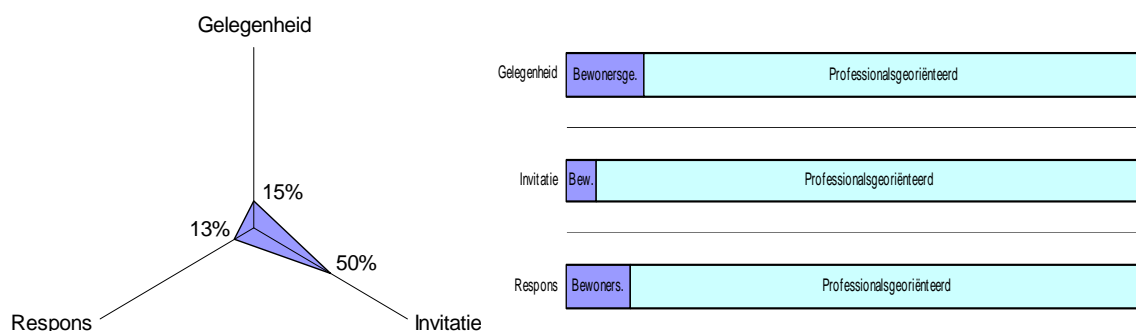 Gelegenheid
15%
13%
50%
Respons
Invitatie
Gelegenheid Bewonersge. Professionalsgeoriënteerd
Invitatie Bew. Professionalsgeoriënteerd
Respons Bewoners. Professionalsgeoriënteerd